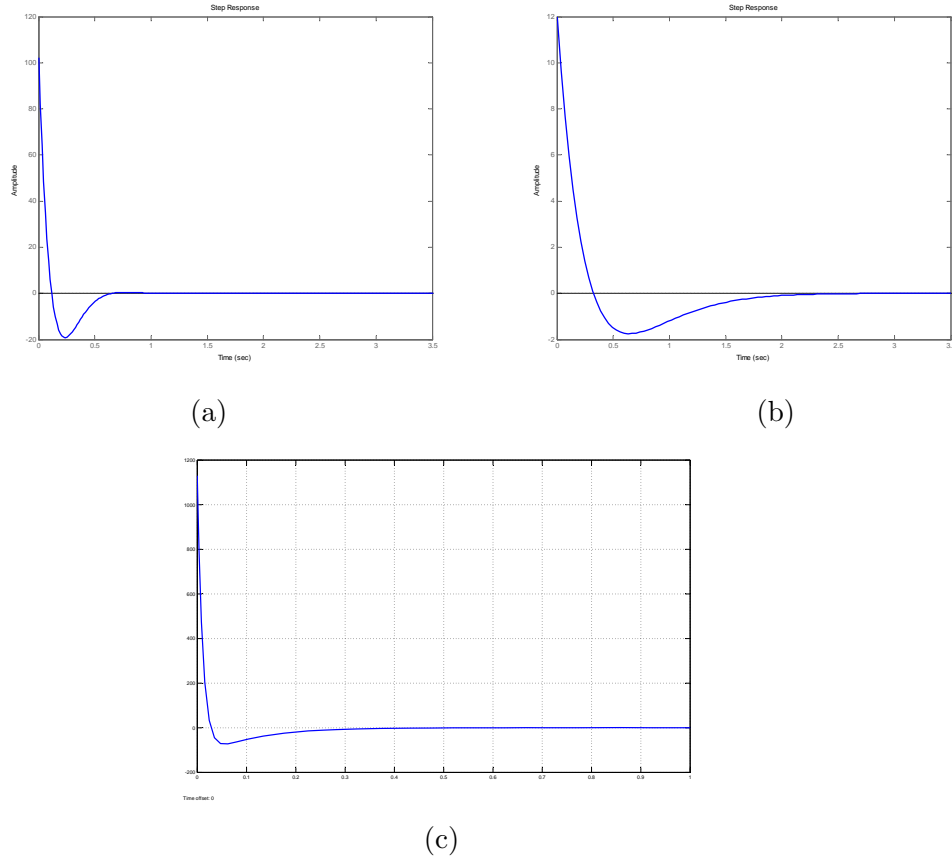 Step Response
120
100
80
60
40
20
0
-20
Amplitude
0 0.5 1 1.5 2 2.5 3 3.5
Time (sec)
(a)
Step Response
12
10
8
6
4
2
0
-2
Amplitude
0 0.5 1 1.5 2 2.5 3 3.
Time (sec)
(b)
1200
1000
800
600
400
200
0
-200
0 0.1 0.2 0.3 0.4 0.5 0.6 0.7 0.8 0.9 1
Time offset: 0
(c)